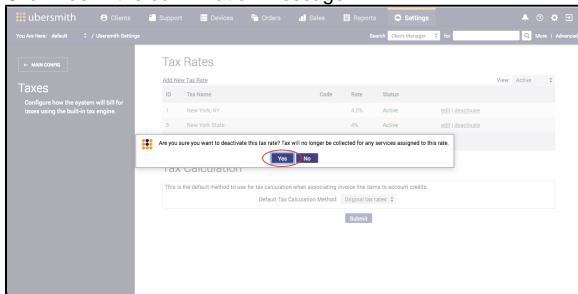 Click Yes in the confirmation message
ubersmith Clients Support Devices Orders Sales Reports Settings
You Are Here: default / Ubersmith Settings Search Client Manager for More | Advanced
← MAIN CONFIG
Taxes
Configure how the system will bill for
taxes using the built-in tax engine.
Tax Rates
Add New Tax Rate View Active
ID Tax Name Code Rate Status
1 New York, NY 4.5% Active edit | deactivate
5 New York State 4% Active edit | deactivate
Are you sure you want to deactivate this tax rate? Tax will no longer be collected for any services assigned to this rate.
Yes No
Tax Calculation
This is the default method to use for tax calculation when associating invoice line items to account credits.
Default Tax Calculation Method Original tax rates
Submit